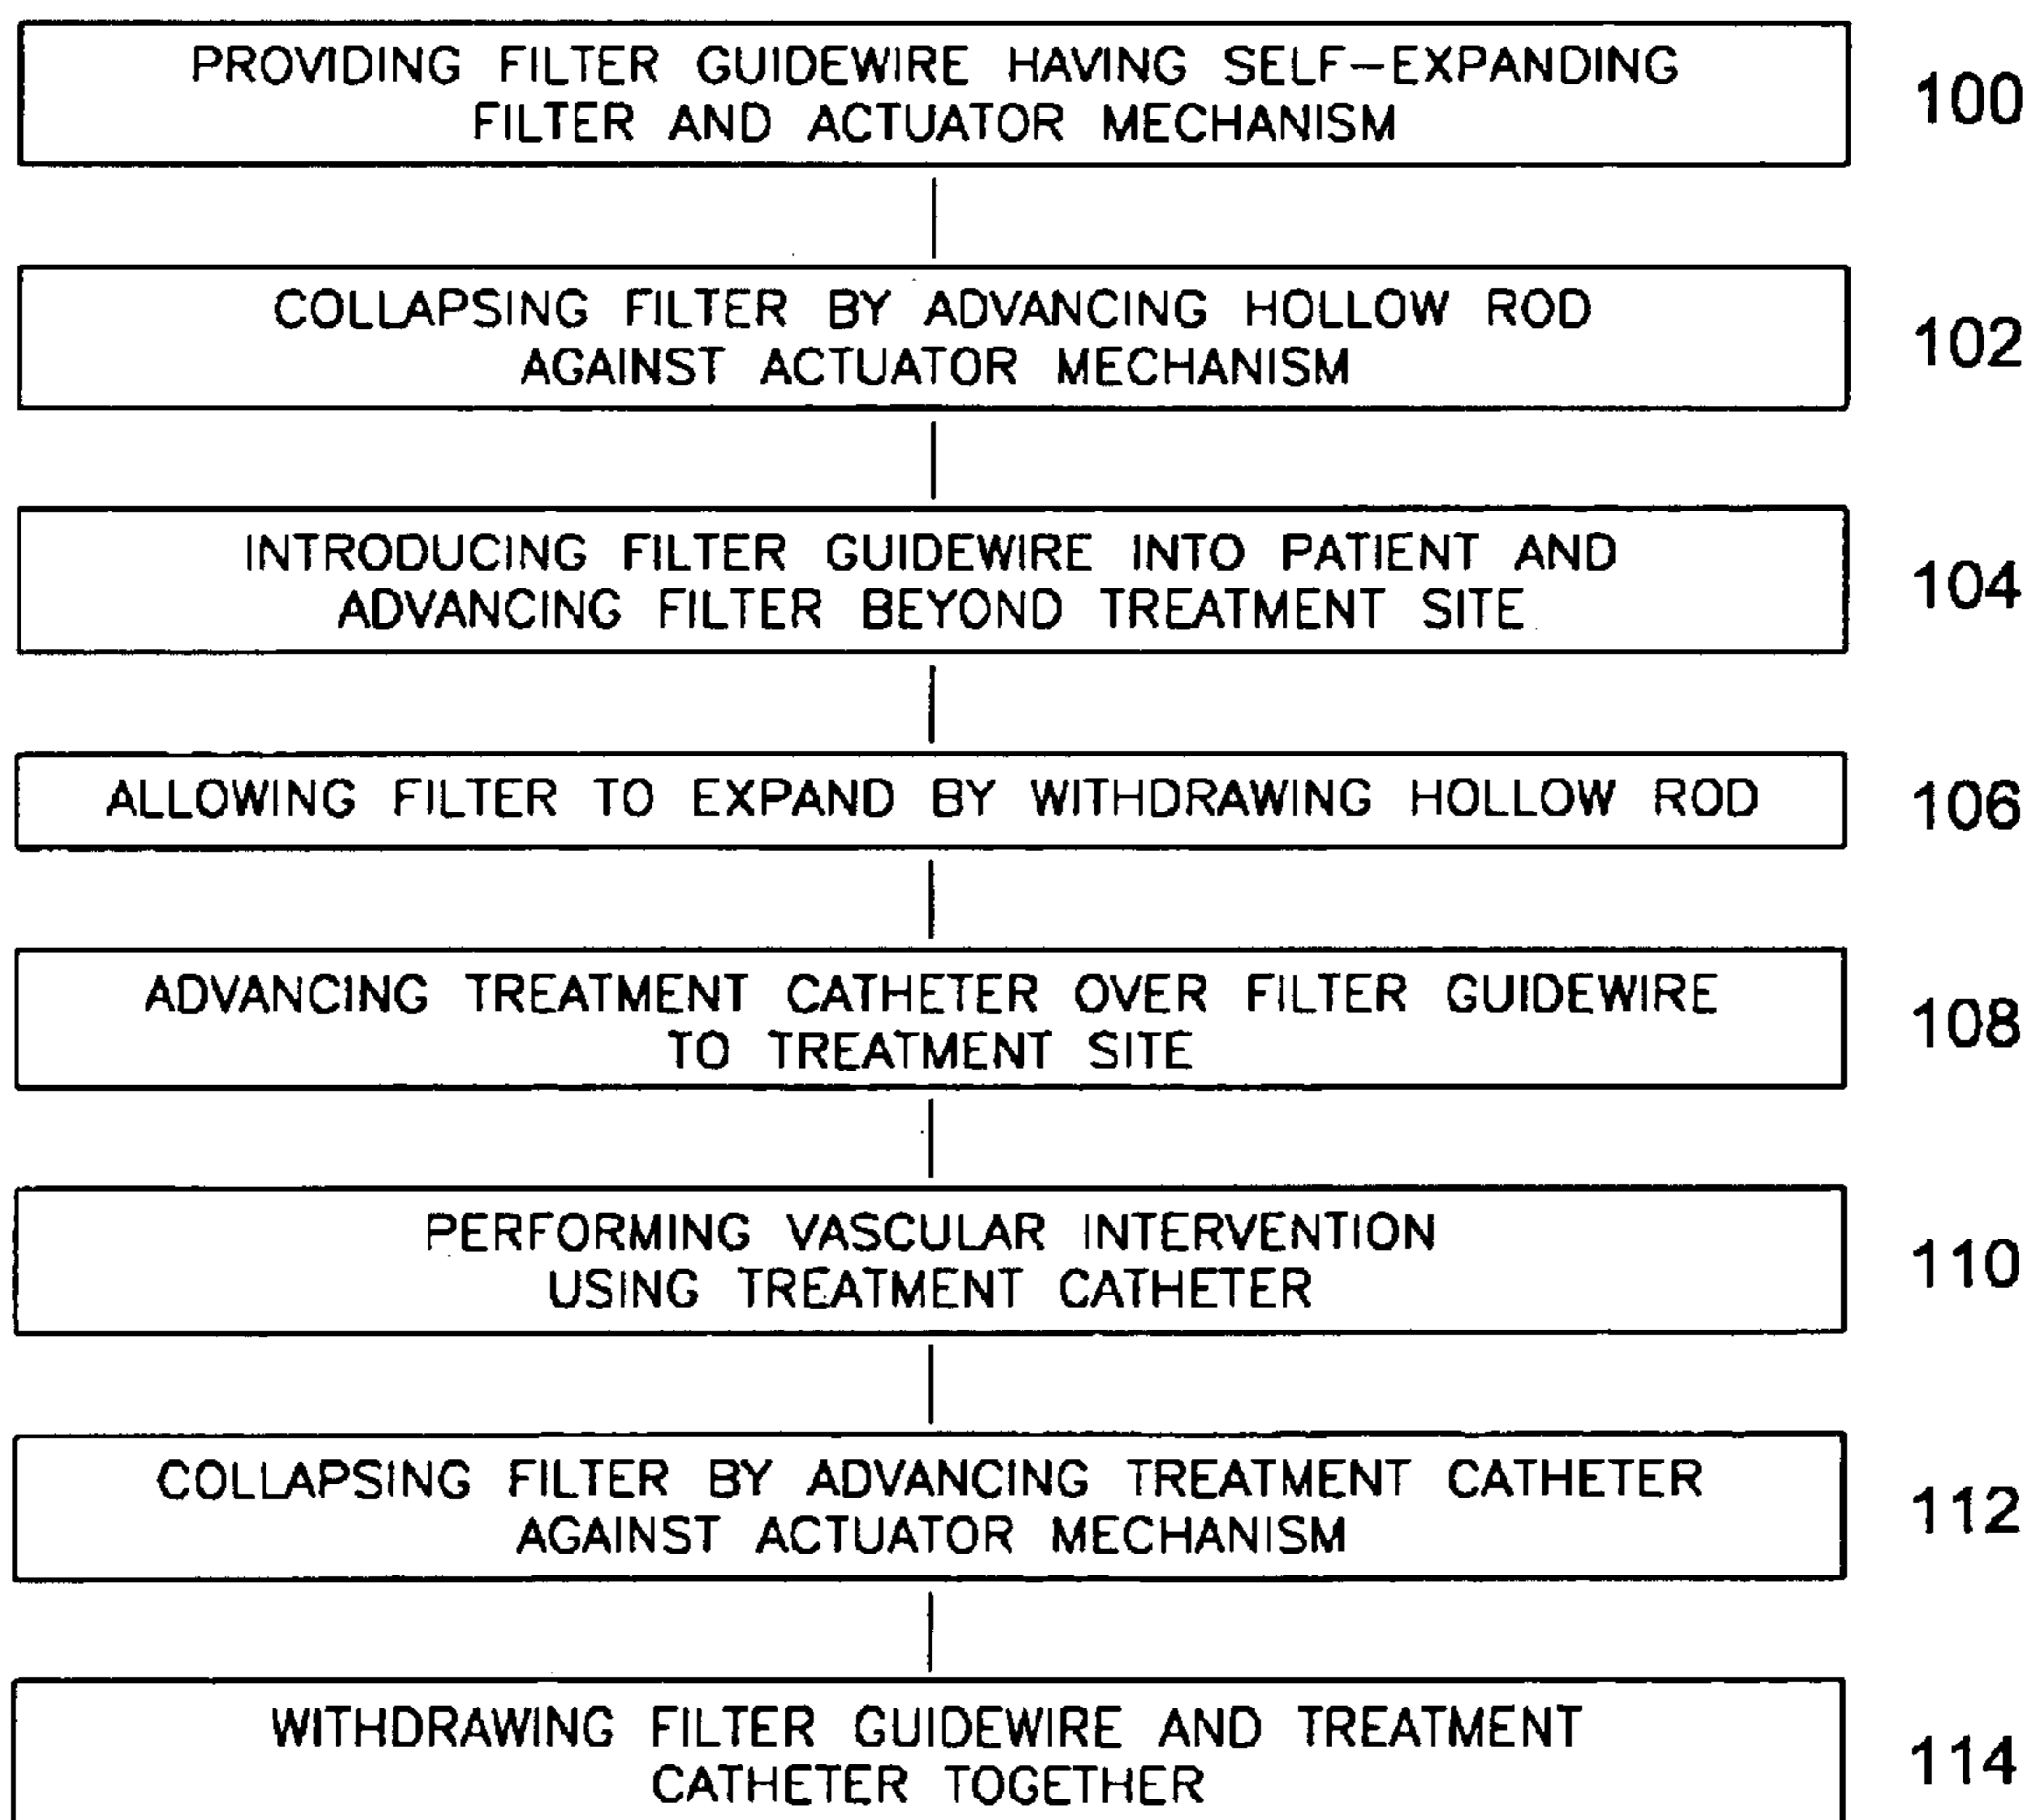 PROVIDING FILTER GUIDEWIRE HAVING SELF-EXPANDING
FILTER AND ACTUATOR MECHANISM
100
COLLAPSING FILTER BY ADVANCING HOLLOW ROD
AGAINST ACTUATOR MECHANISM
102
INTRODUCING FILTER GUIDEWIRE INTO PATIENT AND
ADVANCING FILTER BEYOND TREATMENT SITE
104
ALLOWING FILTER TO EXPAND BY WITHDRAWING HOLLOW ROD
106
ADVANCING TREATMENT CATHETER OVER FILTER GUIDEWIRE
TO TREATMENT SITE
108
PERFORMING VASCULAR INTERVENTION
USING TREATMENT CATHETER
110
COLLAPSING FILTER BY ADVANCING TREATMENT CATHETER
AGAINST ACTUATOR MECHANISM
112
WITHDRAWING FILTER GUIDEWIRE AND TREATMENT
CATHETER TOGETHER
114